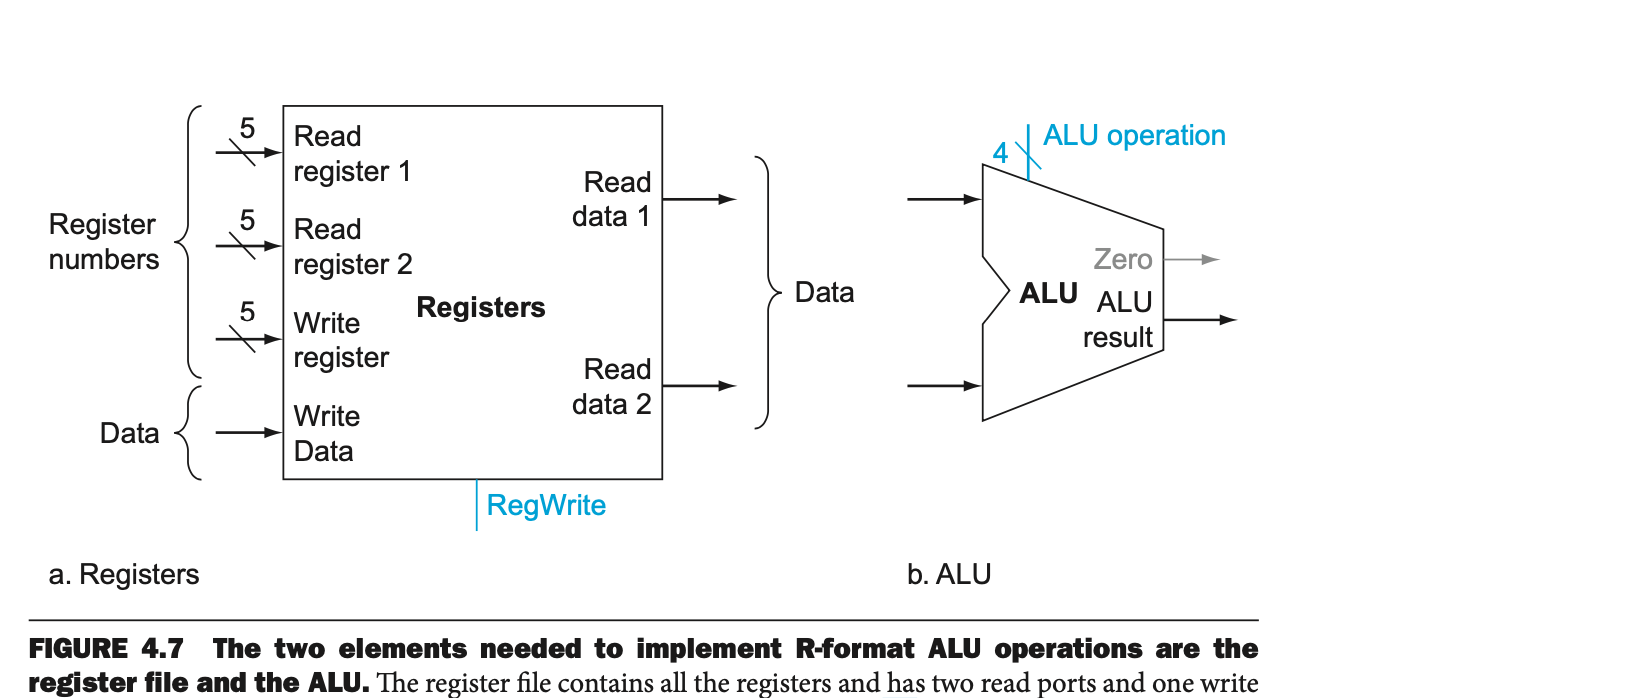 5
Read
register 1
5
Read
register 2
Register
numbers
5
Write
register
Registers
Data
Write
Data
Read
data 1
Read
data 2
Data
RegWrite
4
ALU operation
Zero
ALU
ALU
result
a. Registers
b. ALU
FIGURE 4.7 The two elements needed to implement R-format ALU operations are the
register file and the ALU. The register file contains all the registers and has two read ports and one write